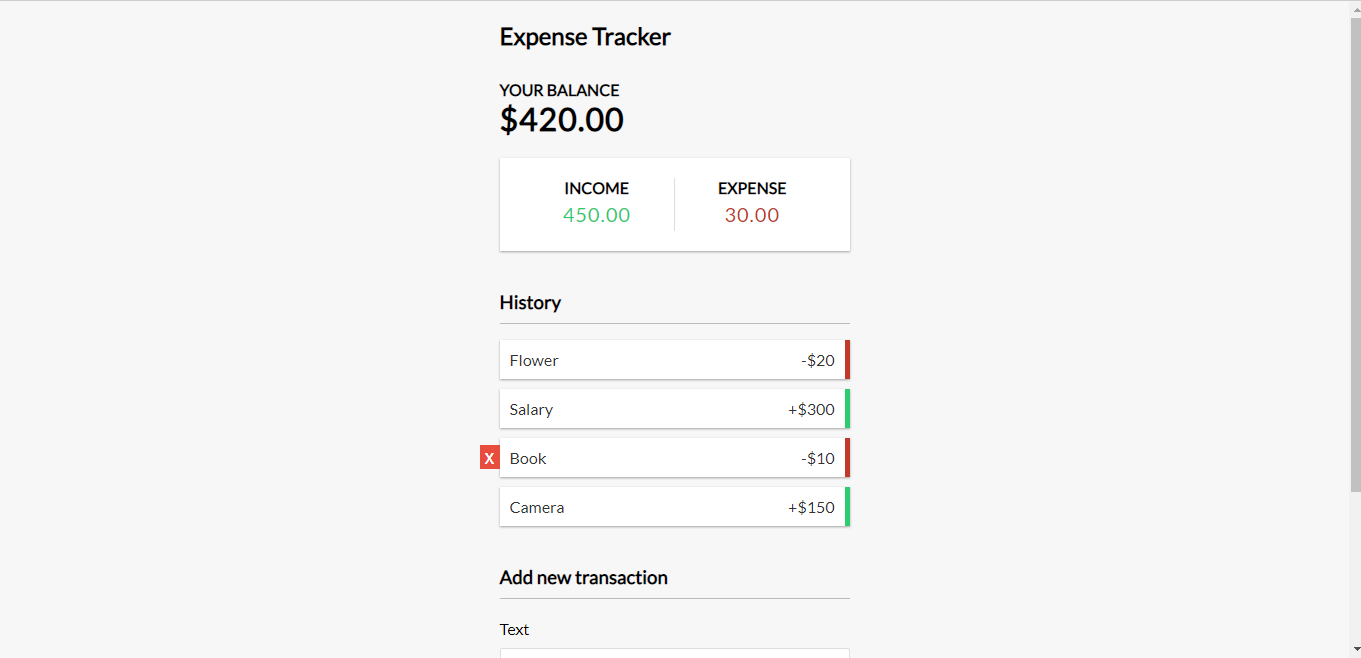 Expense Tracker
YOUR BALANCE
$420.00
INCOME EXPENSE
450.00 30.00
History
Flower -$20
Salary +$300
X Book -$10
Camera +$150
Add new transaction
Text